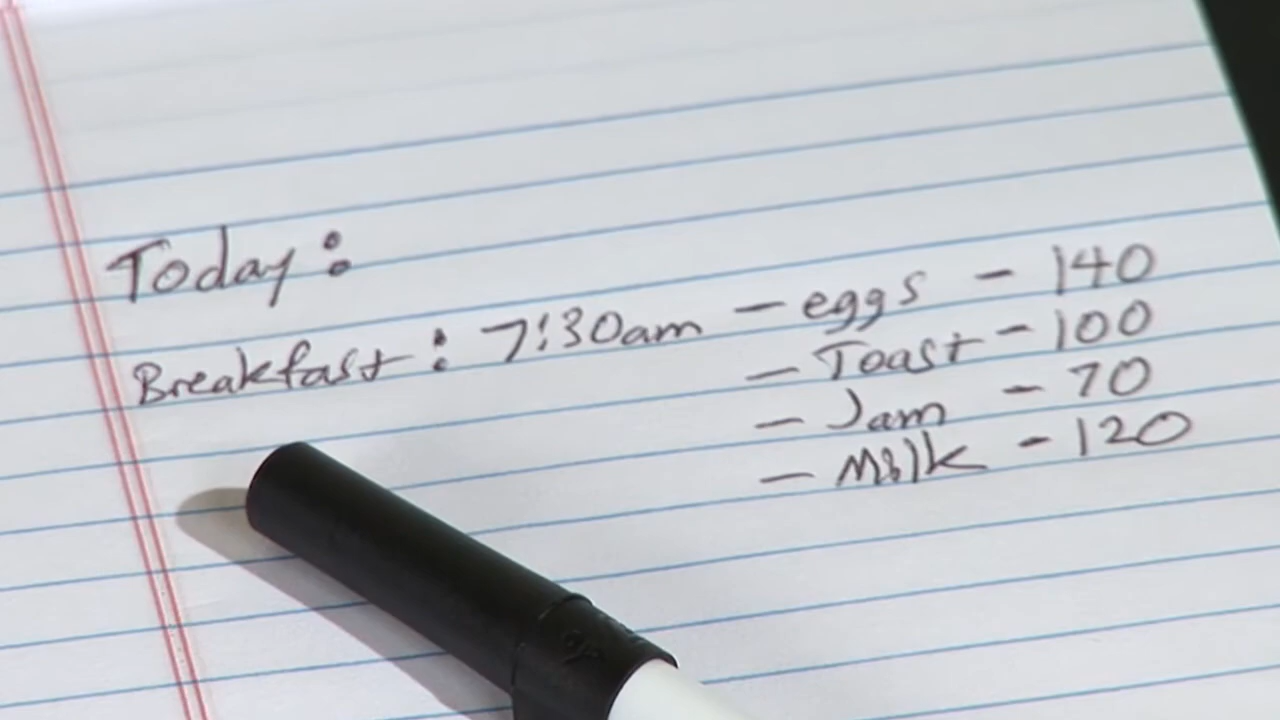 Today:
Breakfast: 7:30am - eggs - 140
- Toast - 100
- Jam - 70
- Milk - 120